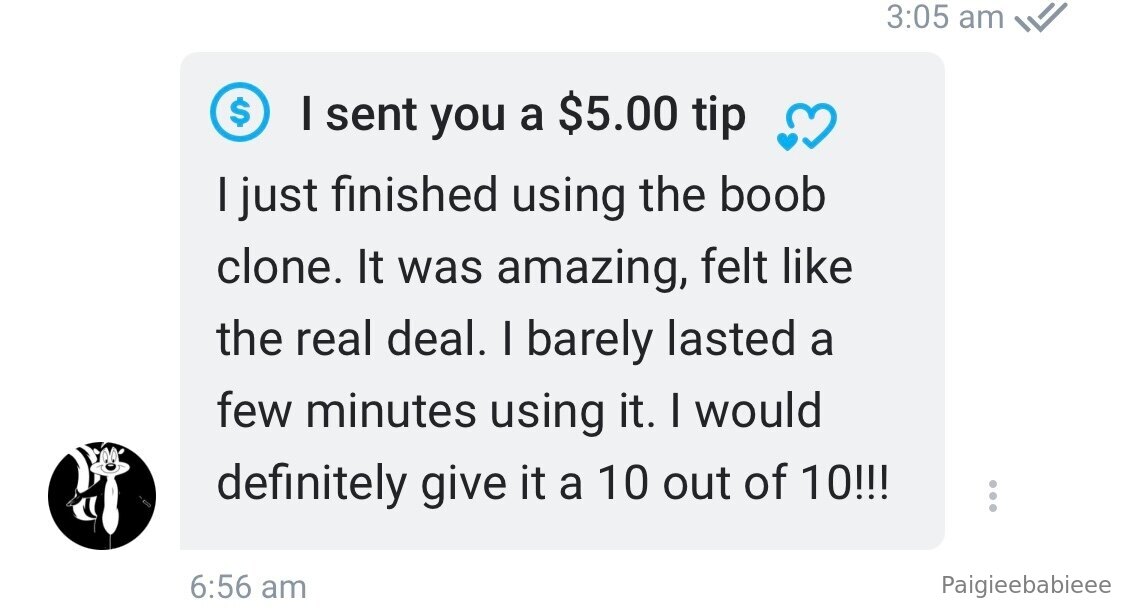 3:05 am
I sent you a $5.00 tip
I just finished using the boob
clone. It was amazing, felt like
the real deal. I barely lasted a
few minutes using it. I would
definitely give it a 10 out of 10!!!
6:56 am
Paigieebabieee